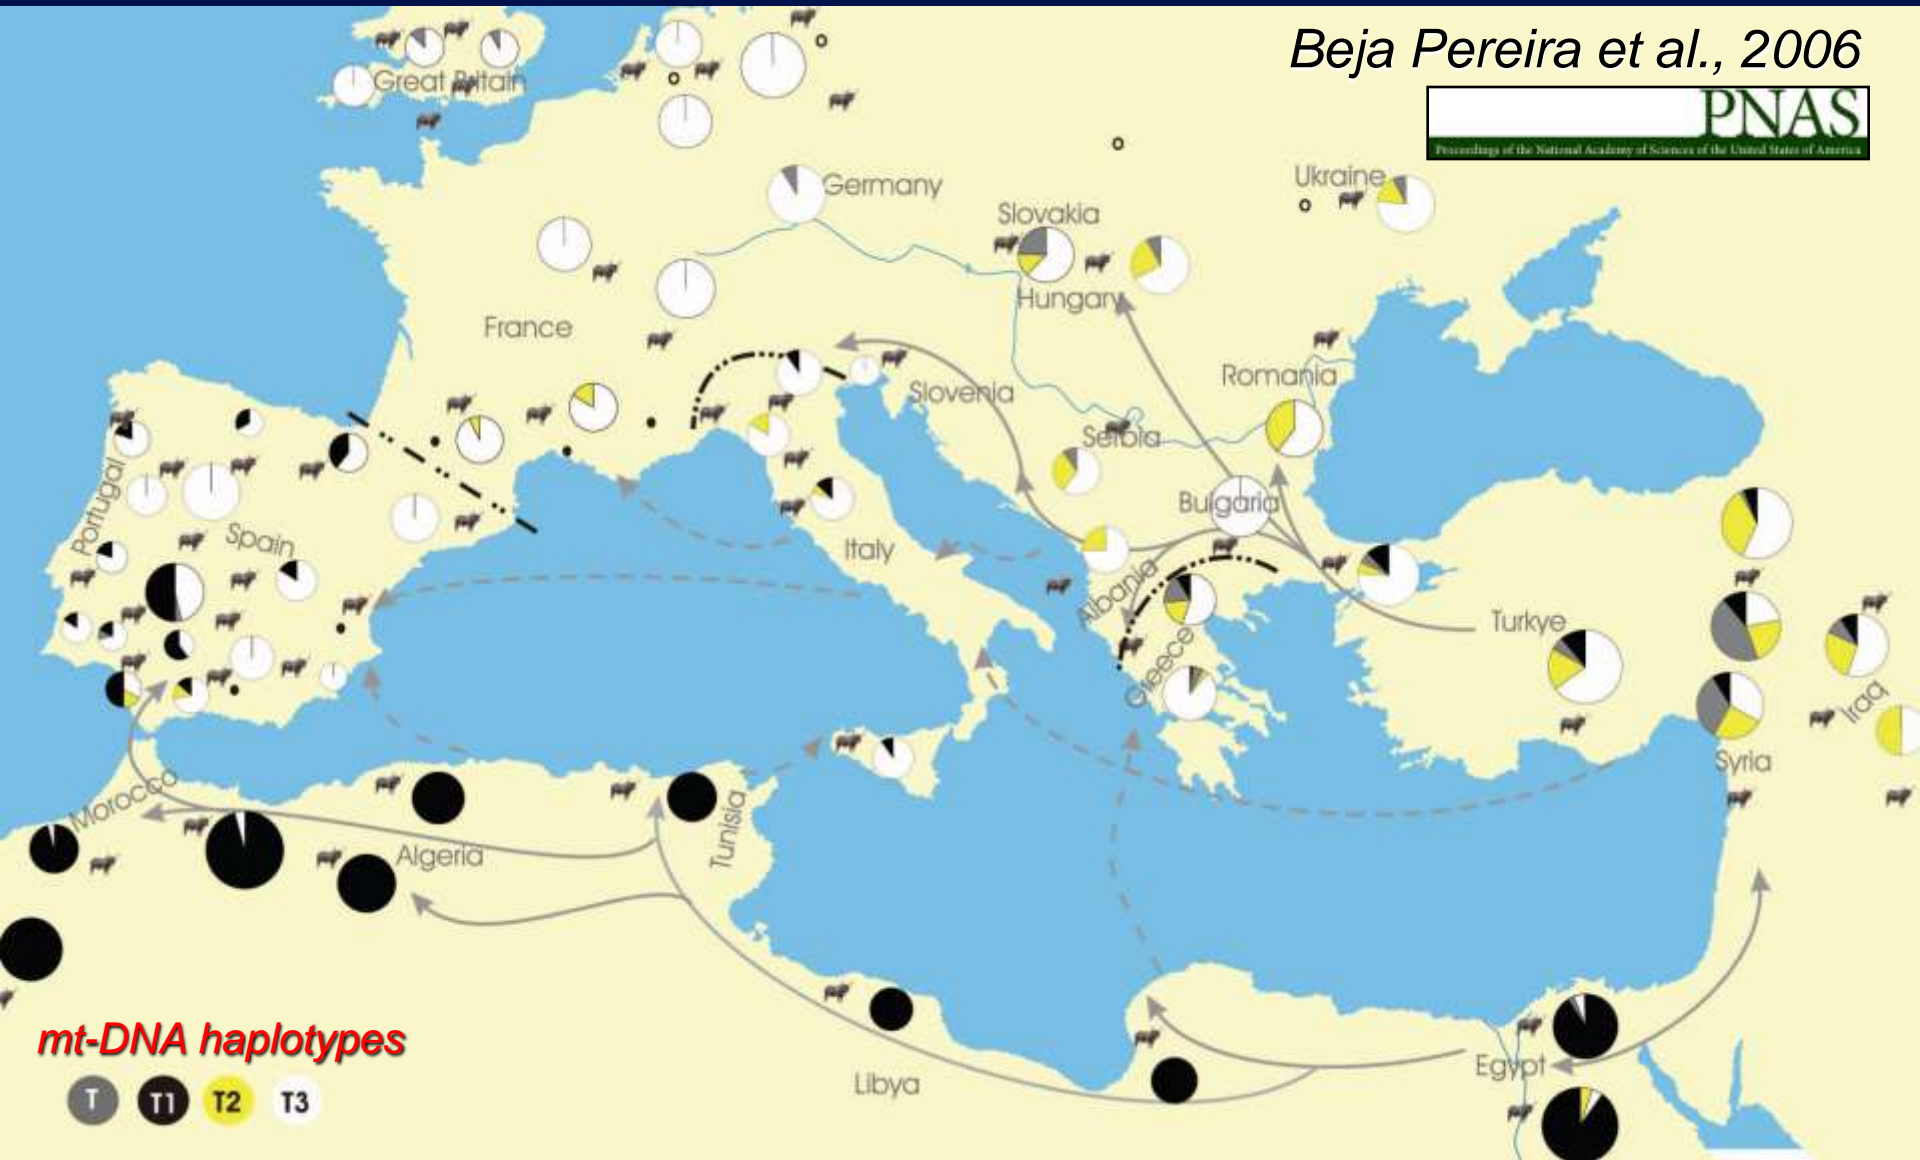 Beja Pereira et al., 2006
PNAS
Proceedings of the National Academy of Sciences of the United States of America
Great Britain
Germany
Ukraine
Slovakia
Hungary
France
Romania
Slovenia
Serbia
Portugal
Bulgaria
Spain
Italy
Albanie
Turkye
Greece
Iraq
Syria
Morocco
Tunisia
Algeria
mt-DNA haplotypes
Egypt
Libya
T T1 T2 T3